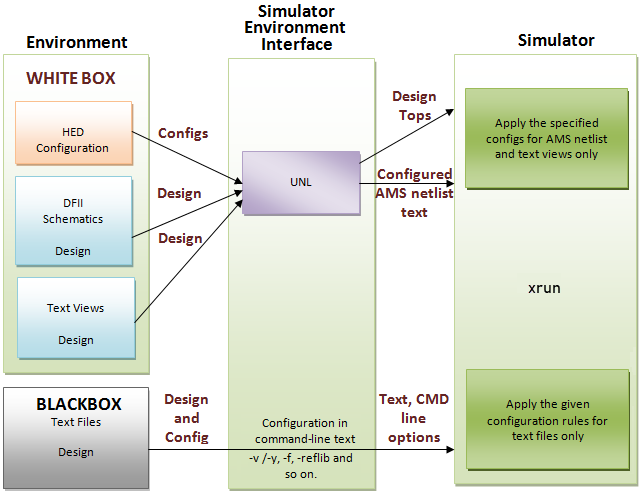 Environment
Simulator
Environment
Interface
Simulator
WHITE BOX
HED
Configuration
Configs
DFII
Schematics
Design
Design
Text Views
Design
Design
UNL
Design
Tops
Configured
AMS netlist
text
Apply the specified
configs for AMS netlist
and text views only
xrun
BLACKBOX
Text Files
Design
Design
and
Config
Configuration in
command-line text
-v /-y, -f, -reflib and
so on.
Text, CMD
line
options
Apply the given
configuration rules for
text files only